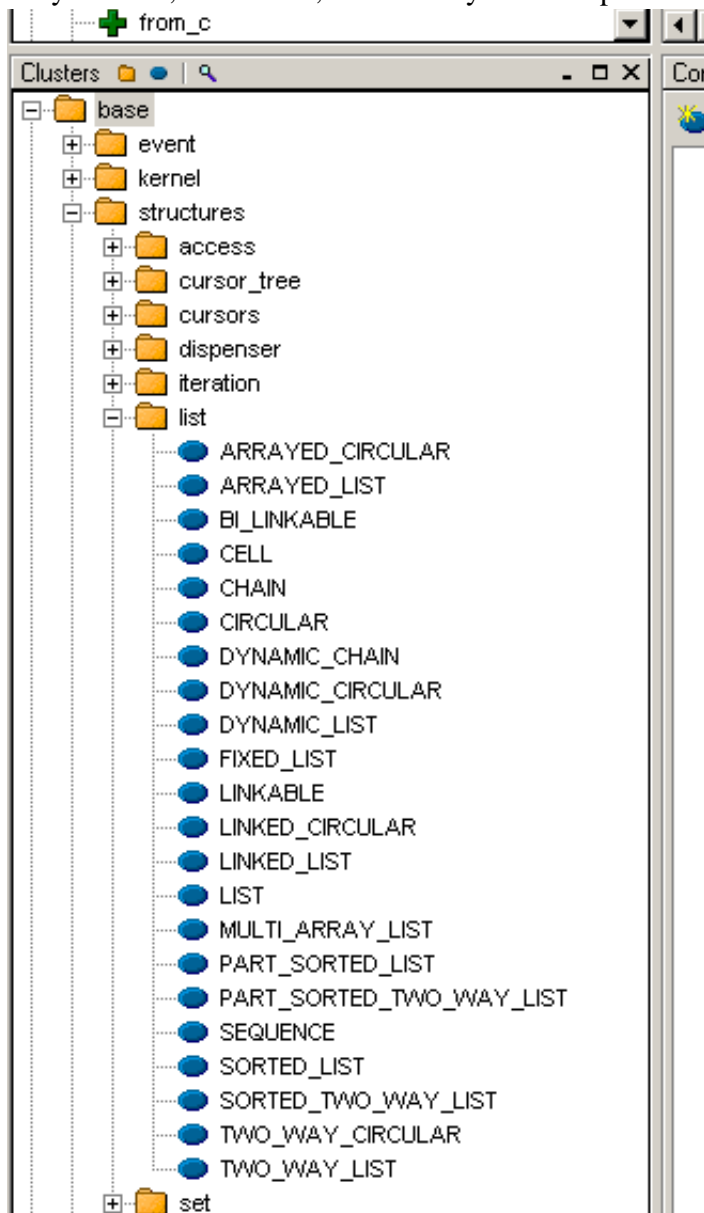 from_c
Clusters
Cor
base
event
kernel
structures
access
cursor_tree
cursors
dispenser
iteration
list
ARRAYED_CIRCULAR
ARRAYED_LIST
BI_LINKABLE
CELL
CHAIN
CIRCULAR
DYNAMIC_CHAIN
DYNAMIC_CIRCULAR
DYNAMIC_LIST
FIXED_LIST
LINKABLE
LINKED_CIRCULAR
LINKED_LIST
LIST
MULTI_ARRAY_LIST
PART_SORTED_LIST
PART_SORTED_TWO_WAY_LIST
SEQUENCE
SORTED_LIST
SORTED_TWO_WAY_LIST
TWO_WAY_CIRCULAR
TWO_WAY_LIST
set